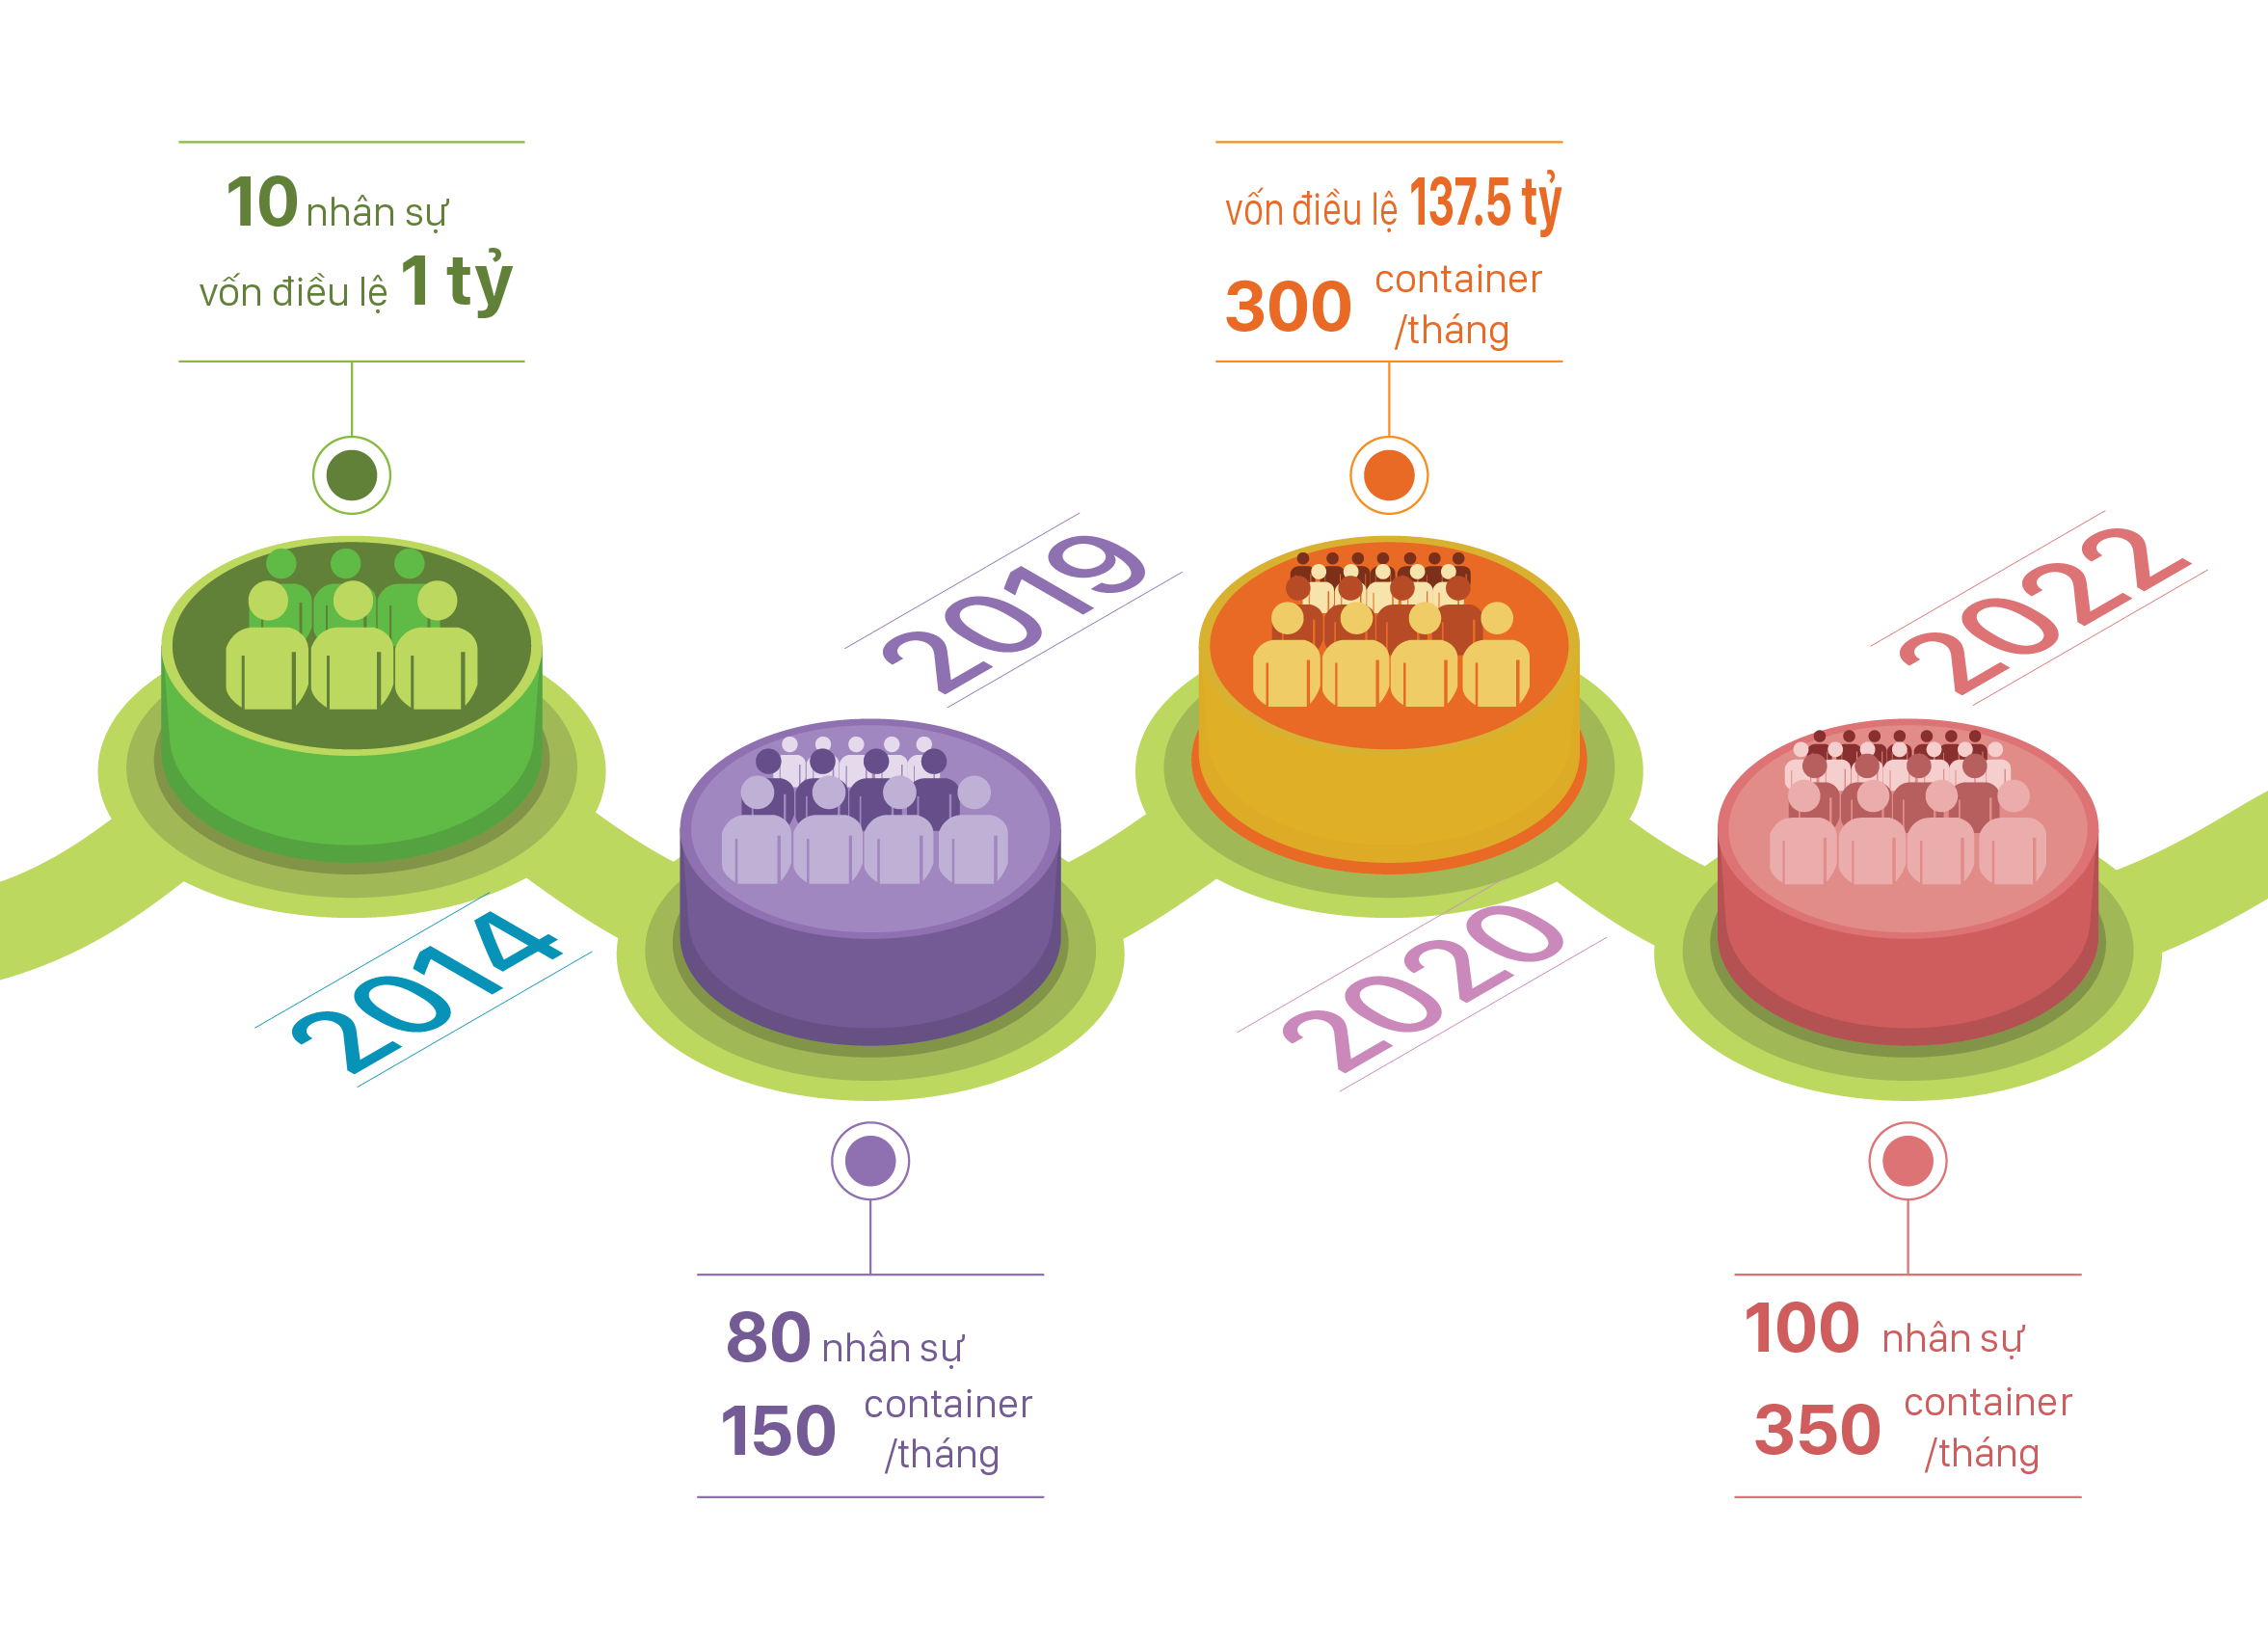 10 nhân sự
vốn điều lệ 1 tỷ
2014
2019
80 nhân sự
150 container
/tháng
vốn điều lệ 137.5 tỷ
300 container
/tháng
2020
2022
100 nhân sự
350 container
/tháng